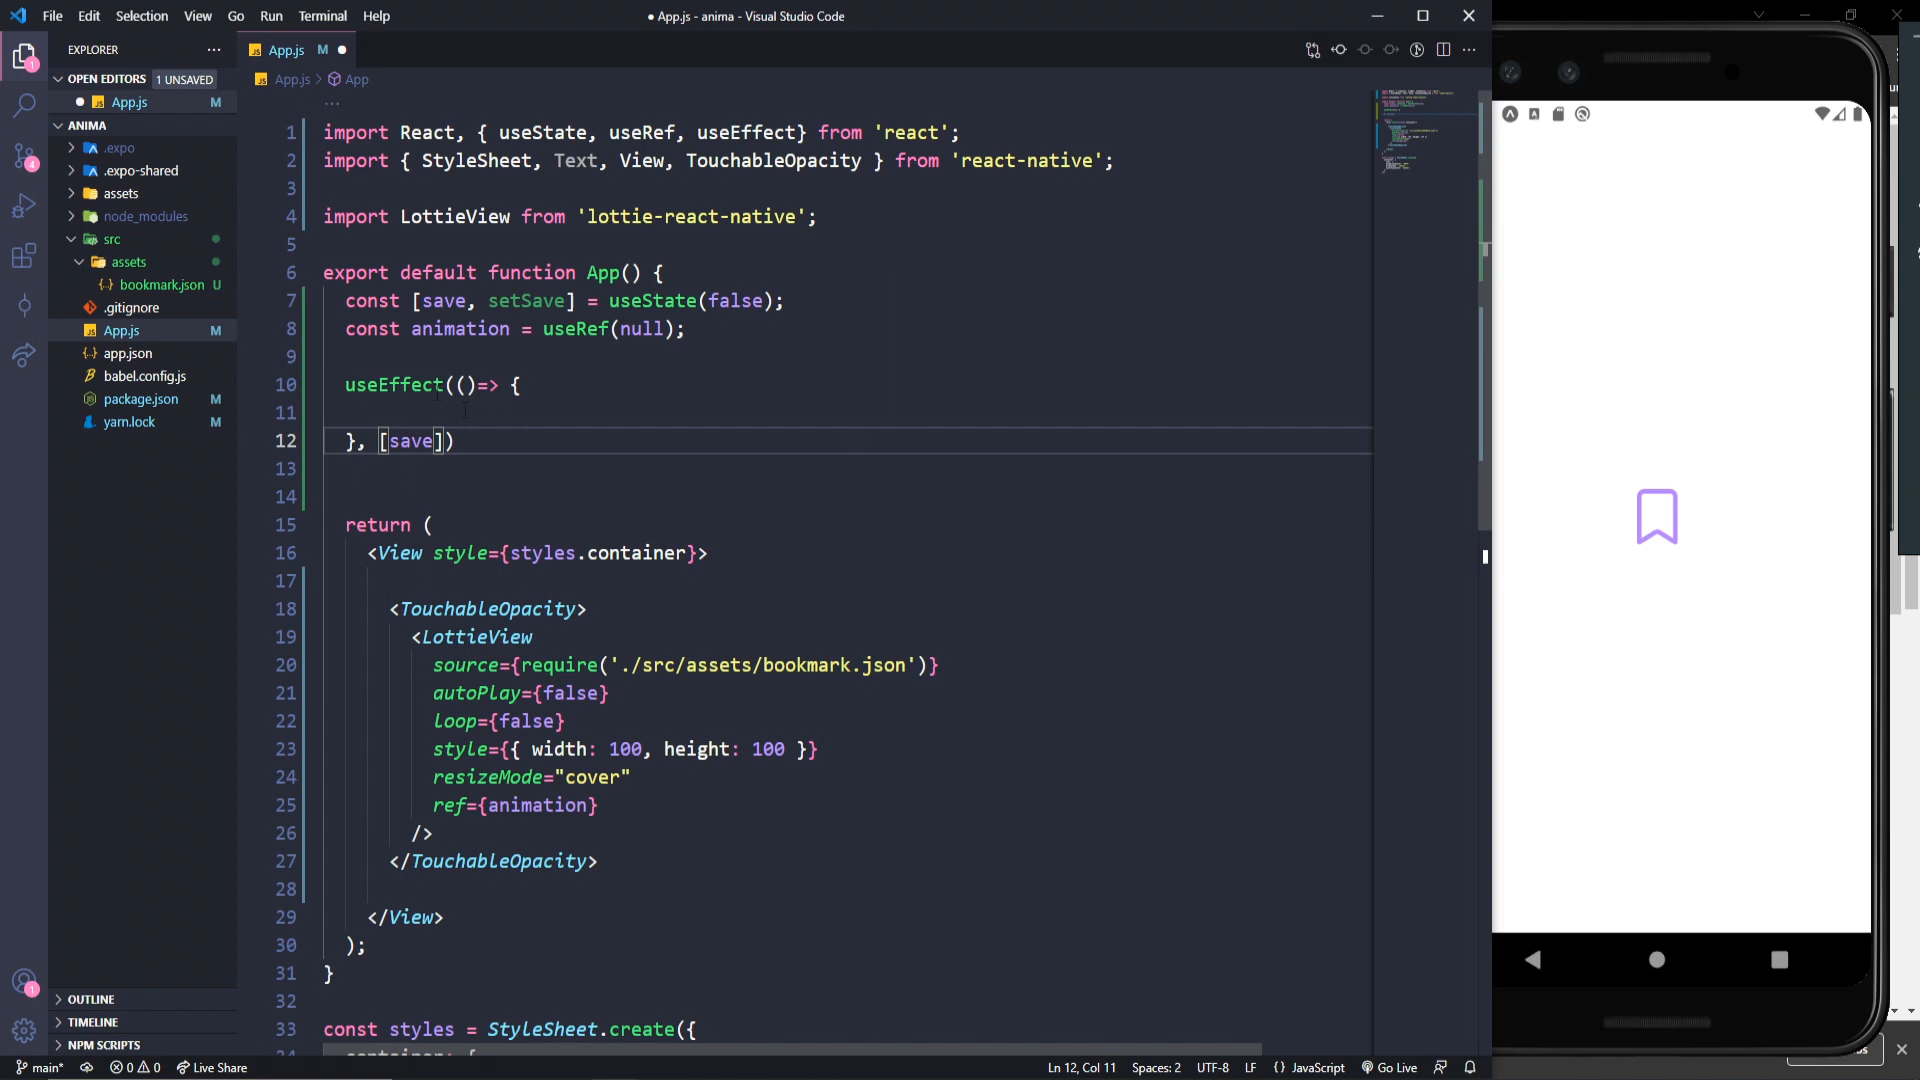 File Edit Selection View Go Run Terminal Help
● App.js - anima - Visual Studio Code
EXPLORER
OPEN EDITORS 1 UNSAVED
App.js M
ANIMA
.expo
.expo-shared
assets
node_modules
src
assets
bookmark.json U
.gitignore
App.js M
app.json
babel.config.js
package.json M
yarn.lock M
OUTLINE
TIMELINE
NPM SCRIPTS
App.js M
App.js > App
1 import React, { useState, useRef, useEffect} from 'react';
2 import { StyleSheet, Text, View, TouchableOpacity } from 'react-native';
3
4 import LottieView from 'lottie-react-native';
5
6 export default function App() {
7 const [save, setSave] = useState(false);
8 const animation = useRef(null);
9
10 useEffect(()=> {
11
12 }, [save])
13
14
15 return (
16 <View style={styles.container}>
17
18 <TouchableOpacity>
19 <LottieView
20 source={require('./src/assets/bookmark.json')}
21 autoPlay={false}
22 loop={false}
23 style={{ width: 100, height: 100 }}
24 resizeMode="cover"
25 ref={animation}
26 />
27 </TouchableOpacity>
28
29 </View>
30 );
31 }
32
33 const styles = StyleSheet.create({
main* 0 0 Live Share
Ln 12, Col 11 Spaces: 2 UTF-8 LF {} JavaScript Go Live